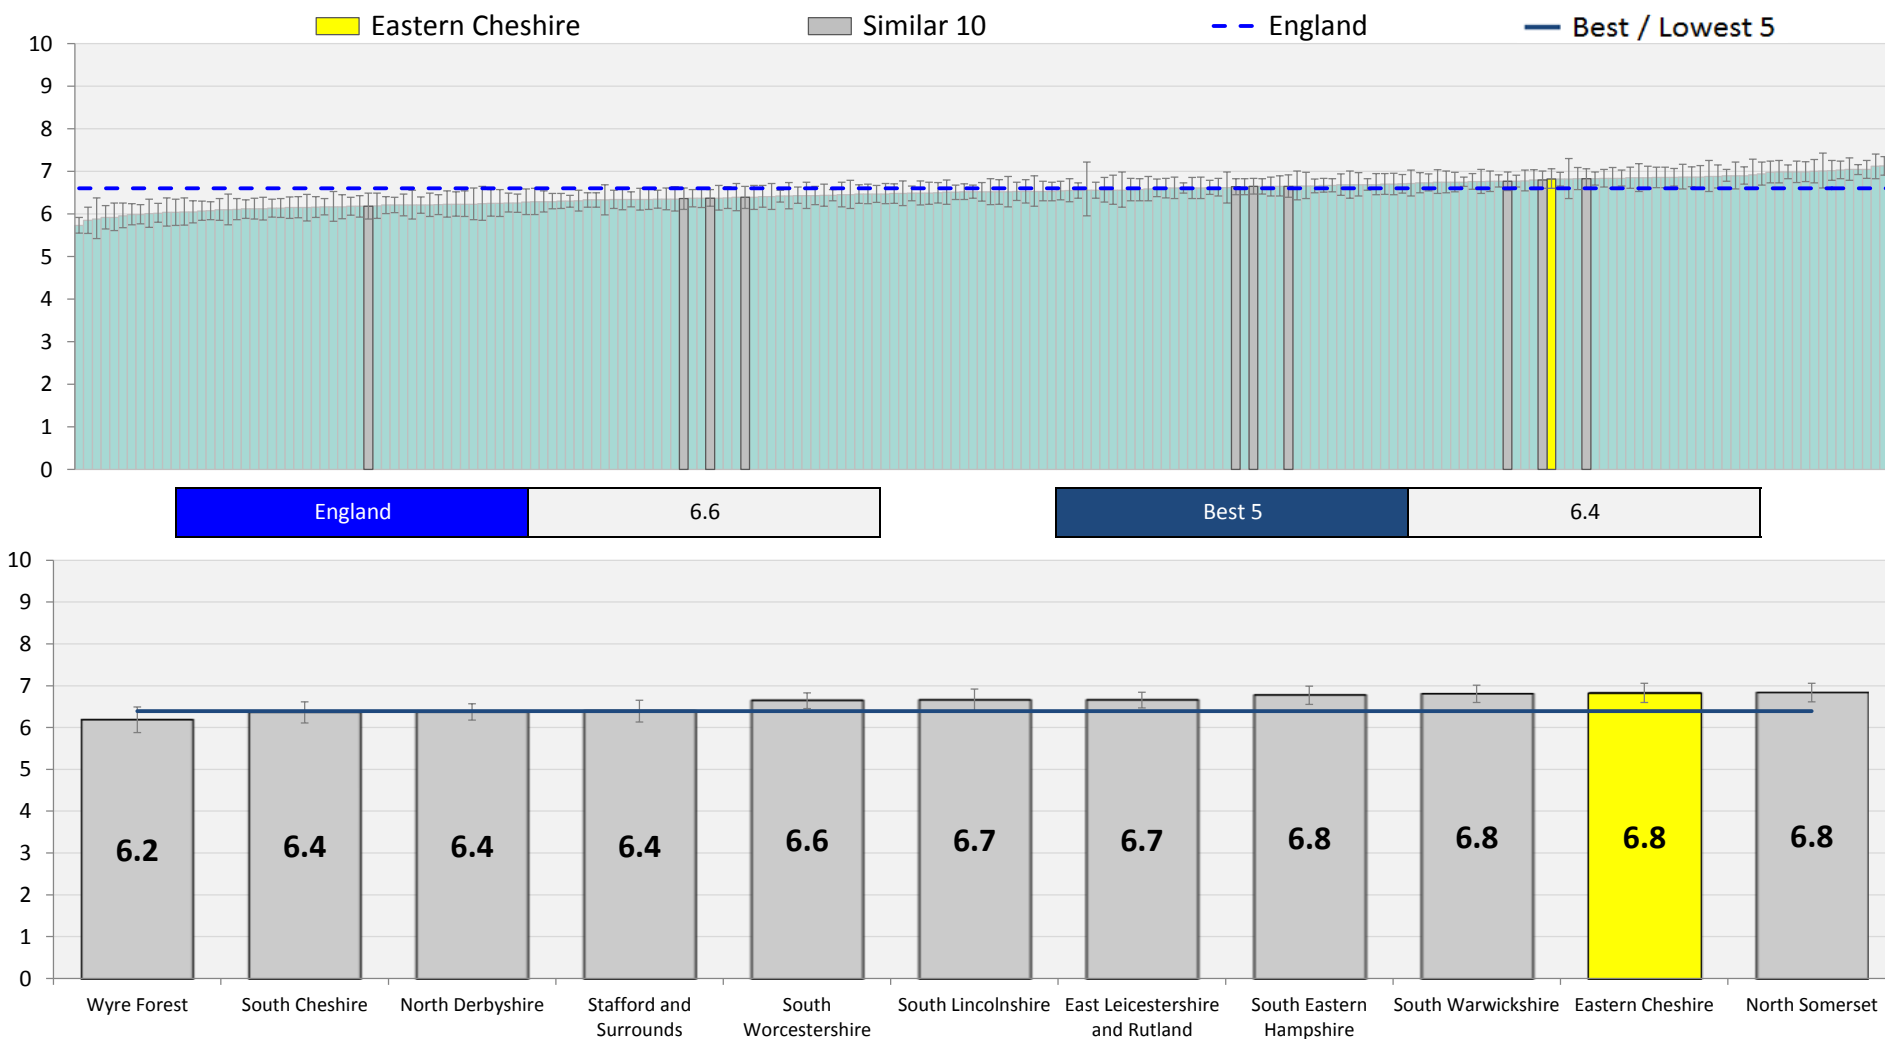 Eastern Cheshire
Similar 10
England
Best / Lowest 5
10
9
8
7
6
5
4
3
2
1
0
England
6.6
Best 5
6.4
10
9
8
7
6
5
4
3
2
1
0
6.2
6.4
6.4
6.4
6.6
6.7
6.7
6.8
6.8
6.8
6.8
Wyre Forest
South Cheshire
North Derbyshire
Stafford and
Surrounds
South
Worcestershire
South Lincolnshire
East Leicestershire
and Rutland
South Eastern
Hampshire
South Warwickshire
Eastern Cheshire
North Somerset